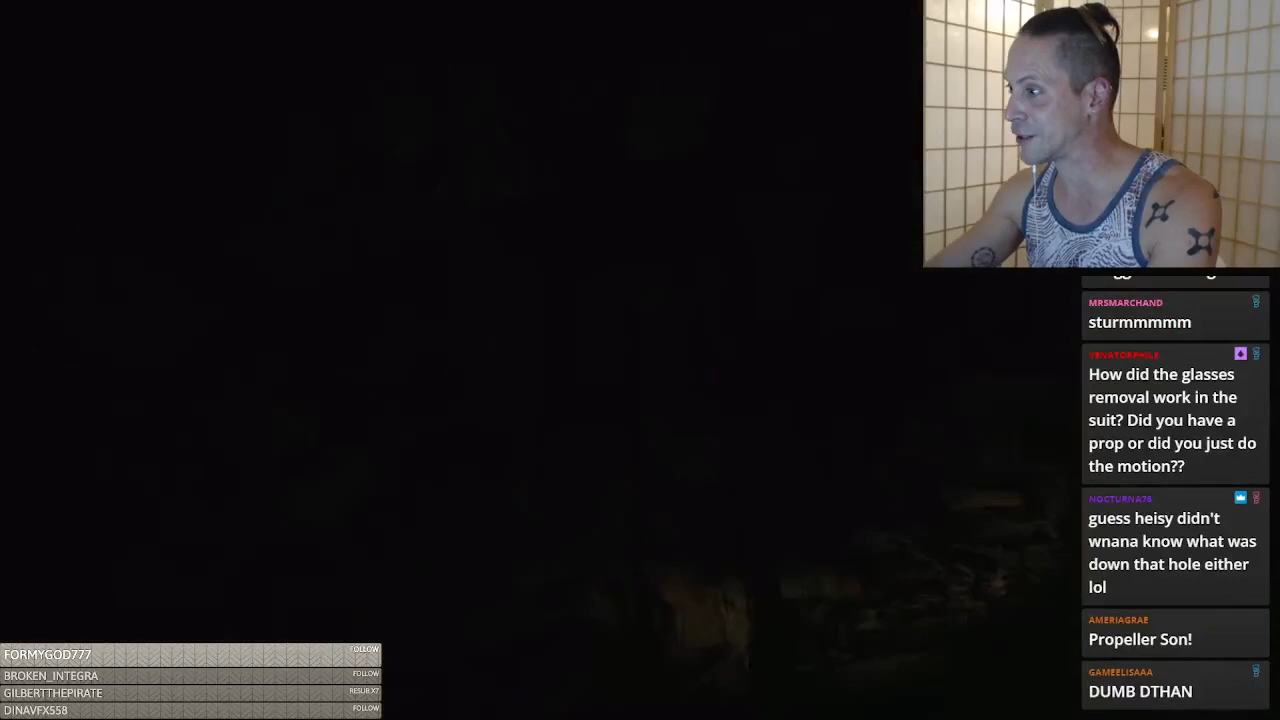 MRSMARCHAND
sturmmmmm
VENATORPHILE
How did the glasses
removal work in the
suit? Did you have a
prop or did you just do
the motion??
NOCTURNA76
guess heisy didn't
wnana know what was
down that hole either
lol
AMERIAGRAE
Propeller Son!
GAMEELISAAA
DUMB DTHAN
FORMYGOD777 FOLLOW
BROKEN_INTEGRA FOLLOW
GILBERTTHEPIRATE RESUB X7
DINAVFX558 FOLLOW